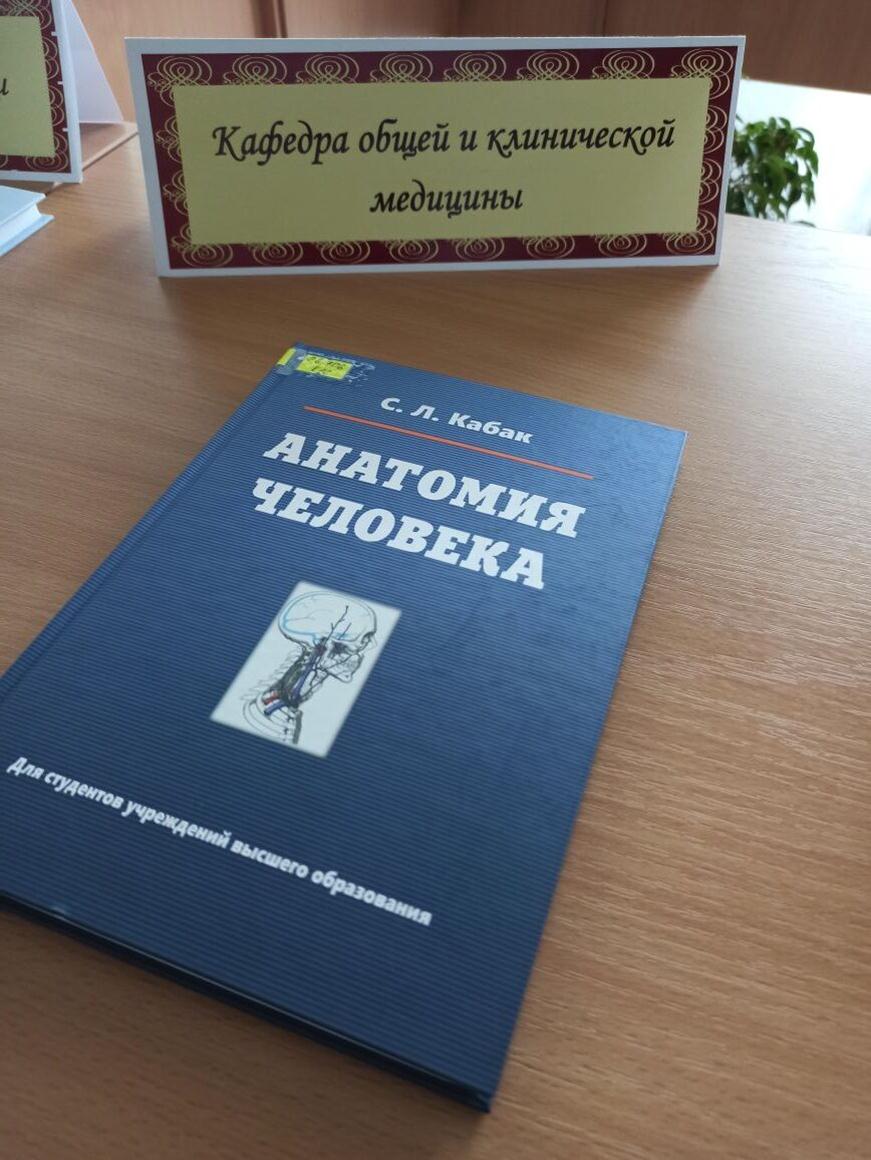 Кафедра общей и клинической
медицины
С. Л. Кабак
АНАТОМИЯ
ЧЕЛОВЕКА
Для студентов учреждений высшего образования